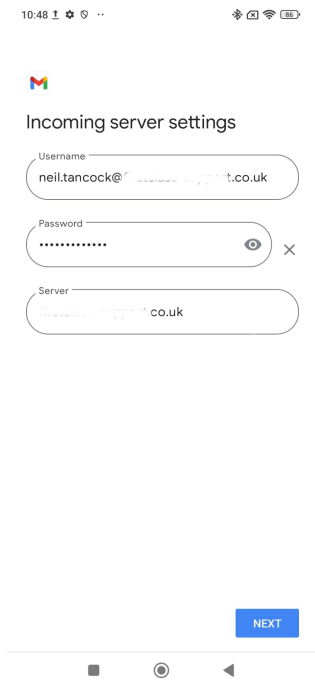 10:48
86
Incoming server settings
Username
neil.tancock@ t.co.uk
Password
•••••••••••••
Server
.co.uk
NEXT